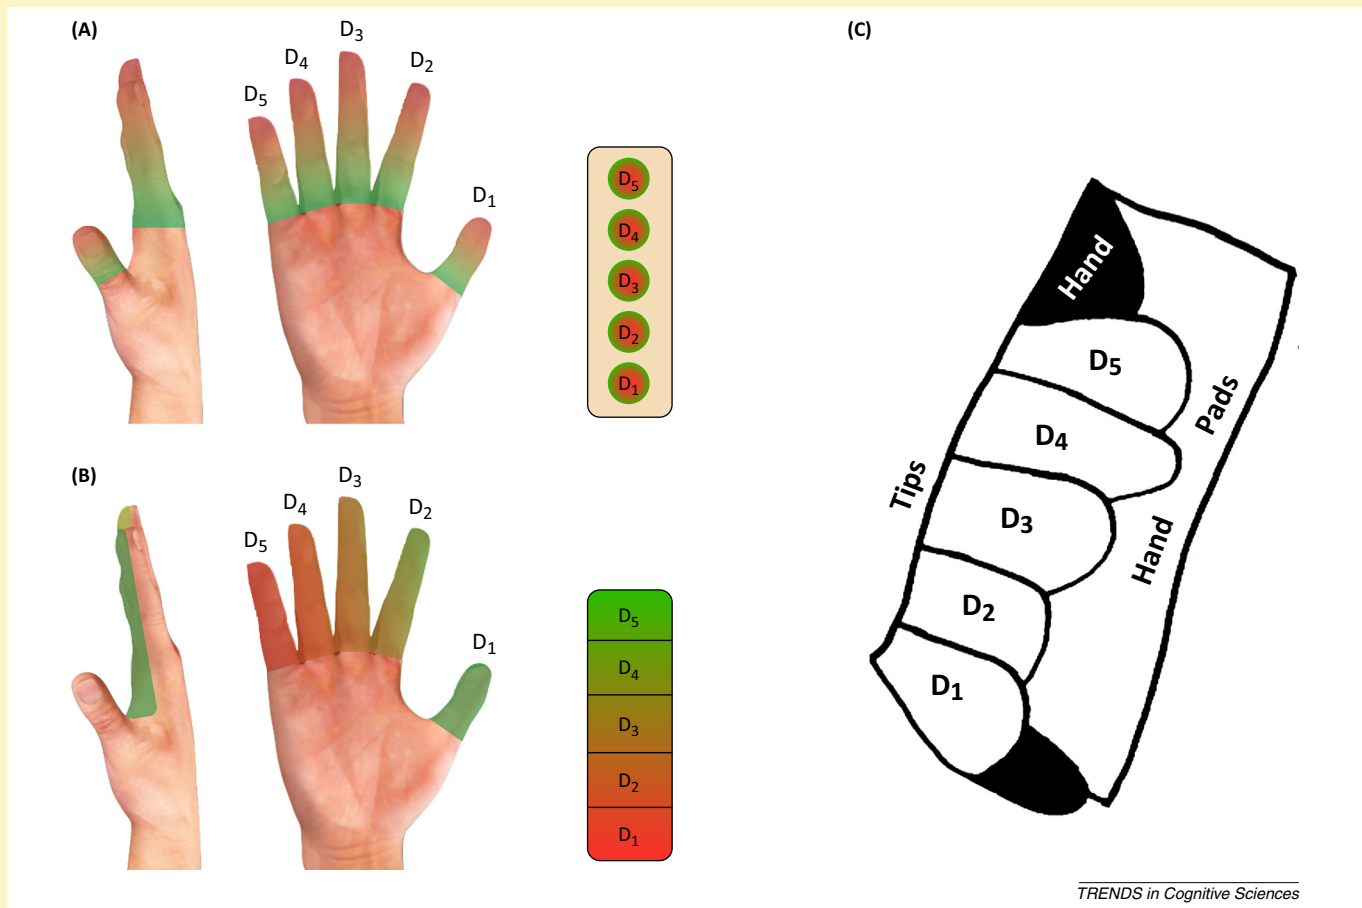 (A)
D₃
D₄
D₂
D₅
D₁
D₅
D₄
D₃
D₂
D₁
(B)
D₃
D₄
D₂
D₅
D₁
D₅
D₄
D₃
D₂
D₁
(C)
Hand
D₅
Pads
D₄
Tips
D₃
Hand
D₂
D₁
TRENDS in Cognitive Sciences